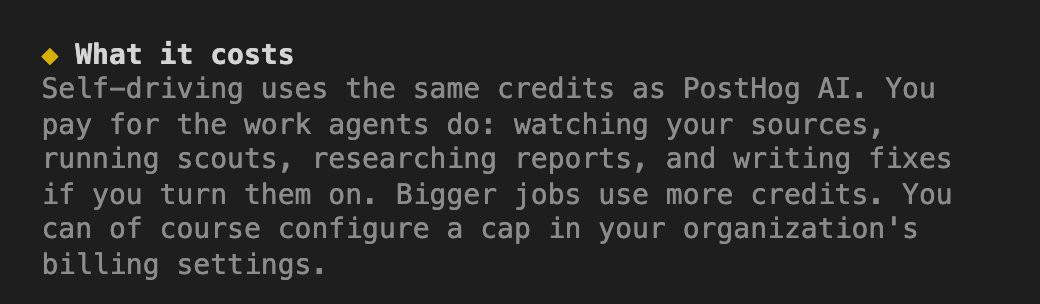 ◆ What it costs
Self-driving uses the same credits as PostHog AI. You
pay for the work agents do: watching your sources,
running scouts, researching reports, and writing fixes
if you turn them on. Bigger jobs use more credits. You
can of course configure a cap in your organization's
billing settings.